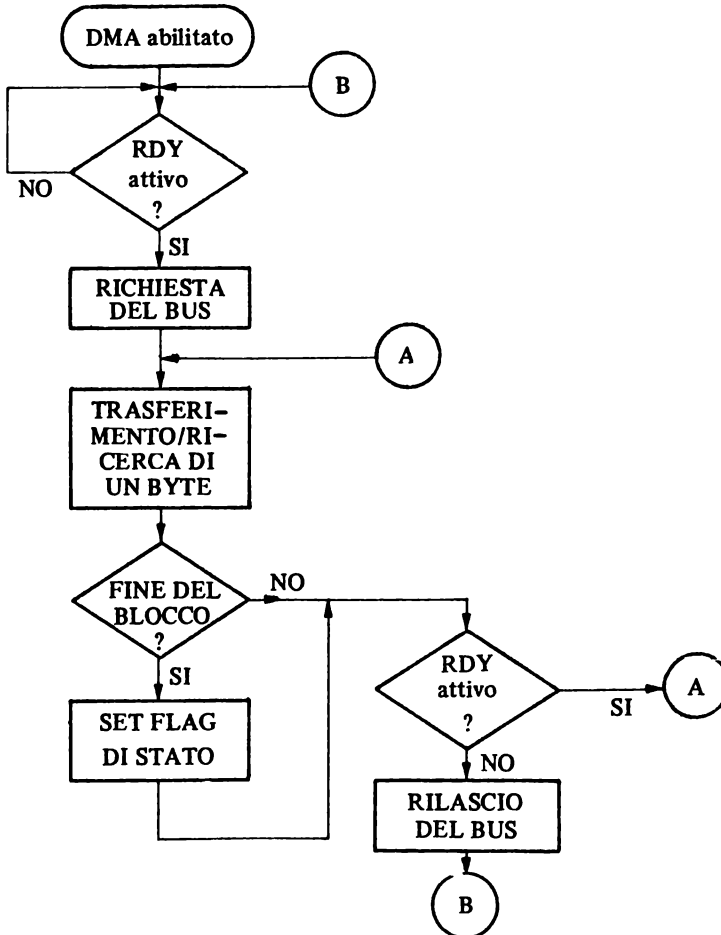 DMA abilitato
B
RDY
attivo
?
NO
SI
RICHIESTA
DEL BUS
A
TRASFERI-
MENTO/RI-
CERCA DI
UN BYTE
FINE DEL
BLOCCO
?
NO
SI
SET FLAG
DI STATO
RDY
attivo
?
SI
A
NO
RILASCIO
DEL BUS
B